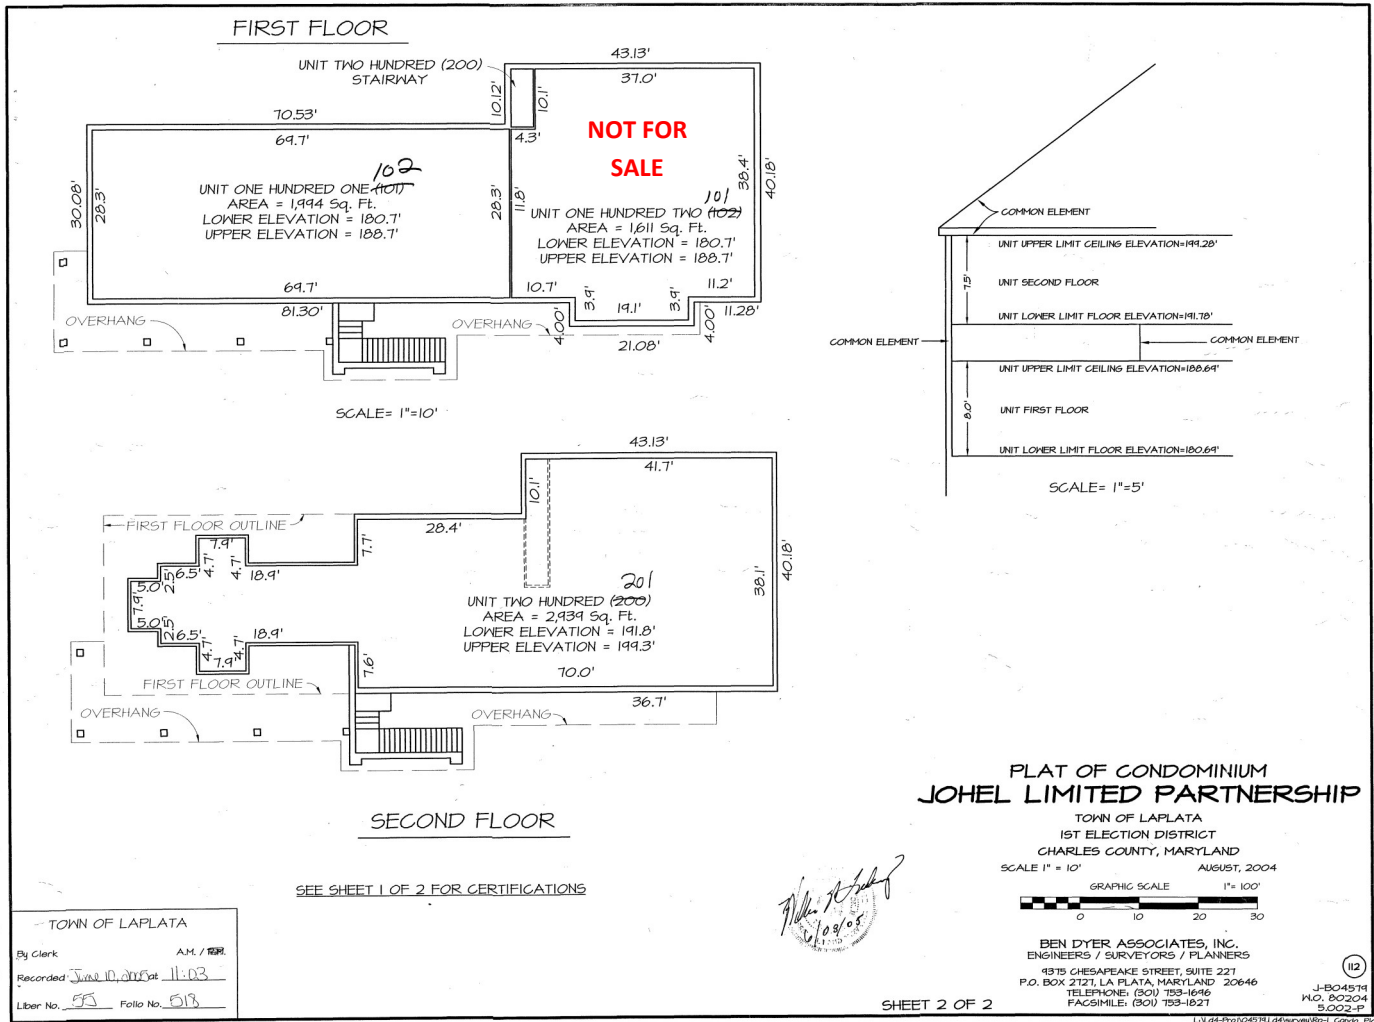 FIRST FLOOR
UNIT TWO HUNDRED (200)
STAIRWAY
43.13'
37.0'
10.12'
10.1'
4.3'
70.53'
69.7'
NOT FOR
SALE
102
UNIT ONE HUNDRED ONE (101)
AREA = 1,994 Sq. Ft.
LOWER ELEVATION = 180.7'
UPPER ELEVATION = 188.7'
30.08'
28.3'
28.3'
11.8'
101
UNIT ONE HUNDRED TWO (102)
AREA = 1,611 Sq. Ft.
LOWER ELEVATION = 180.7'
UPPER ELEVATION = 188.7'
38.4'
40.18'
69.7'
81.30'
10.7'
3.9'
19.1'
3.9'
11.2'
11.28'
4.00'
21.08'
4.00'
OVERHANG
OVERHANG
SCALE= 1"=10'
COMMON ELEMENT
UNIT UPPER LIMIT CEILING ELEVATION=199.28'
7.5'
UNIT SECOND FLOOR
UNIT LOWER LIMIT FLOOR ELEVATION=191.78'
COMMON ELEMENT
COMMON ELEMENT
UNIT UPPER LIMIT CEILING ELEVATION=188.69'
8.0'
UNIT FIRST FLOOR
UNIT LOWER LIMIT FLOOR ELEVATION=180.69'
SCALE= 1"=5'
43.13'
41.7'
10.1'
FIRST FLOOR OUTLINE
28.4'
7.7'
7.9'
4.7'
4.7'
6.5'
18.9'
2.5'
5.0'
7.9'
5.0'
2.5'
6.5'
18.9'
4.7'
4.7'
7.9'
7.6'
201
UNIT TWO HUNDRED (200)
AREA = 2,939 Sq. Ft.
LOWER ELEVATION = 191.8'
UPPER ELEVATION = 199.3'
70.0'
36.7'
38.1'
40.18'
FIRST FLOOR OUTLINE
OVERHANG
OVERHANG
SECOND FLOOR
SEE SHEET 1 OF 2 FOR CERTIFICATIONS
6/08/05
PLAT OF CONDOMINIUM
JOHEL LIMITED PARTNERSHIP
TOWN OF LAPLATA
1ST ELECTION DISTRICT
CHARLES COUNTY, MARYLAND
SCALE 1" = 10' AUGUST, 2004
GRAPHIC SCALE 1"= 100'
0 10 20 30
BEN DYER ASSOCIATES, INC.
ENGINEERS / SURVEYORS / PLANNERS
9375 CHESAPEAKE STREET, SUITE 227
P.O. BOX 2727, LA PLATA, MARYLAND 20646
TELEPHONE: (301) 753-1696
FACSIMILE: (301) 753-1827
SHEET 2 OF 2
112
J-B04579
W.O. 80204
5.002-P
TOWN OF LAPLATA
By Clerk A.M. / P.M.
Recorded June 10, 2005 at 11:03
Liber No. 55 Folio No. 518